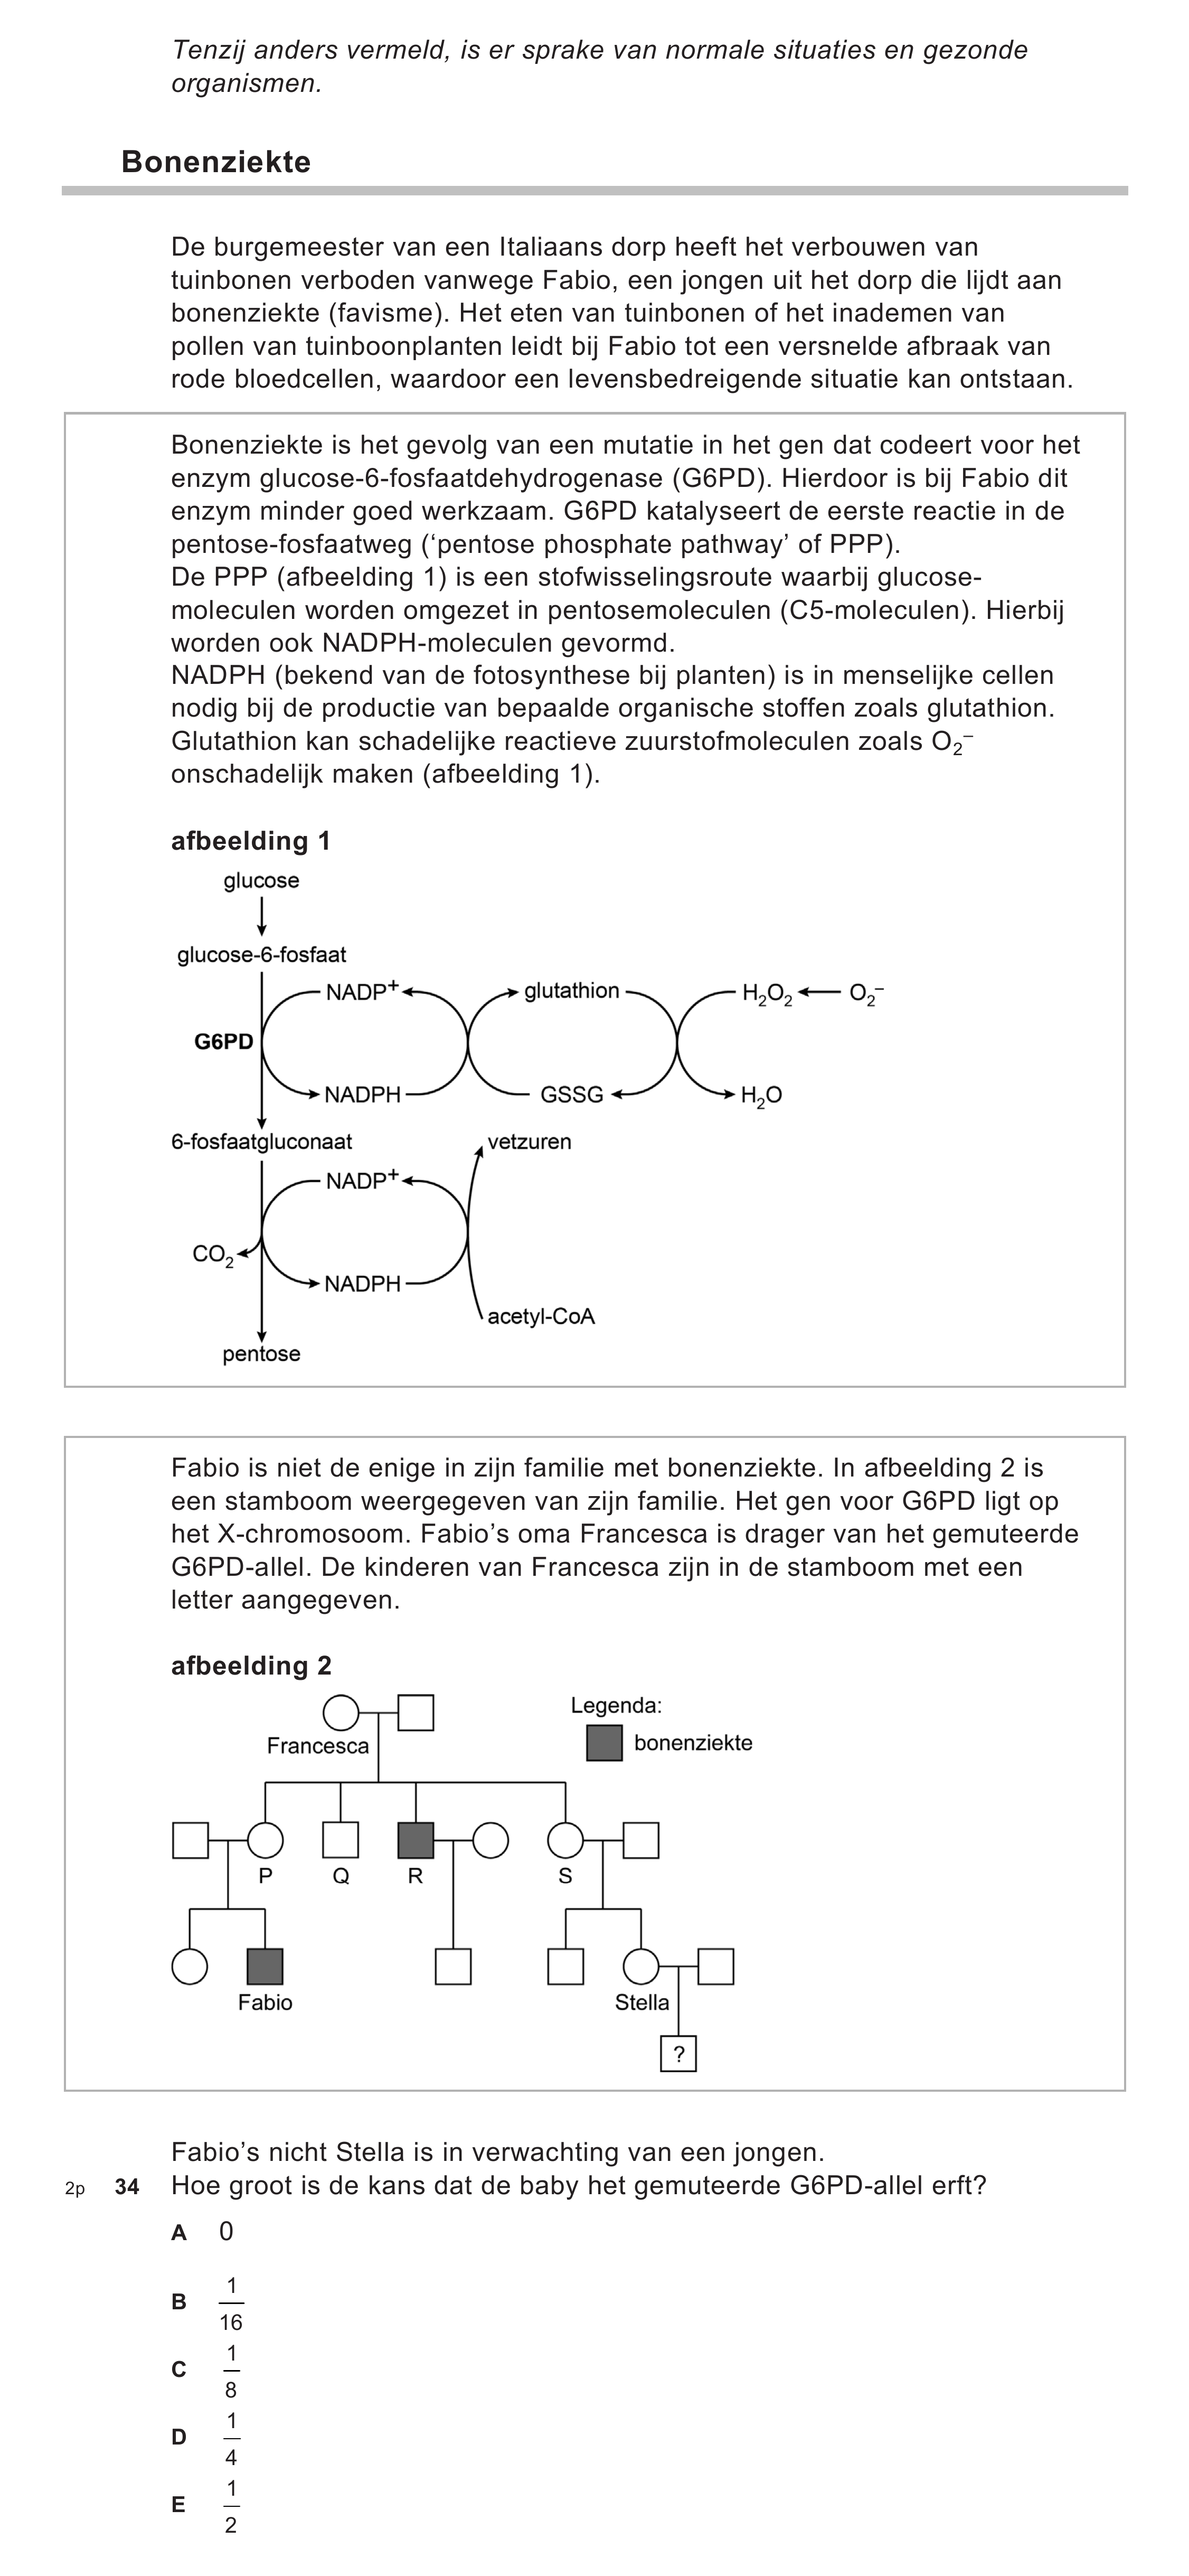 Tenzij anders vermeld, is er sprake van normale situaties en gezonde
organismen.
Bonenziekte
De burgemeester van een Italiaans dorp heeft het verbouwen van
tuinbonen verboden vanwege Fabio, een jongen uit het dorp die lijdt aan
bonenziekte (favisme). Het eten van tuinbonen of het inademen van
pollen van tuinboonplanten leidt bij Fabio tot een versnelde afbraak van
rode bloedcellen, waardoor een levensbedreigende situatie kan ontstaan.
Bonenziekte is het gevolg van een mutatie in het gen dat codeert voor het
enzym glucose-6-fosfaatdehydrogenase (G6PD). Hierdoor is bij Fabio dit
enzym minder goed werkzaam. G6PD katalyseert de eerste reactie in de
pentose-fosfaatweg (‘pentose phosphate pathway’ of PPP).
De PPP (afbeelding 1) is een stofwisselingsroute waarbij glucose-
moleculen worden omgezet in pentosemoleculen (C5-moleculen). Hierbij
worden ook NADPH-moleculen gevormd.
NADPH (bekend van de fotosynthese bij planten) is in menselijke cellen
nodig bij de productie van bepaalde organische stoffen zoals glutathion.
Glutathion kan schadelijke reactieve zuurstofmoleculen zoals O₂⁻
onschadelijk maken (afbeelding 1).
afbeelding 1
glucose
glucose-6-fosfaat
NADP⁺ glutathion H₂O₂ O₂⁻
G6PD
NADPH GSSG H₂O
6-fosfaatgluconaat vetzuren
NADP⁺
CO₂
NADPH
acetyl-CoA
pentose
Fabio is niet de enige in zijn familie met bonenziekte. In afbeelding 2 is
een stamboom weergegeven van zijn familie. Het gen voor G6PD ligt op
het X-chromosoom. Fabio’s oma Francesca is drager van het gemuteerde
G6PD-allel. De kinderen van Francesca zijn in de stamboom met een
letter aangegeven.
afbeelding 2
Legenda:
bonenziekte
Francesca
P Q R S
Fabio Stella
?
Fabio’s nicht Stella is in verwachting van een jongen.
2p 34 Hoe groot is de kans dat de baby het gemuteerde G6PD-allel erft?
A 0
B 1/16
C 1/8
D 1/4
E 1/2